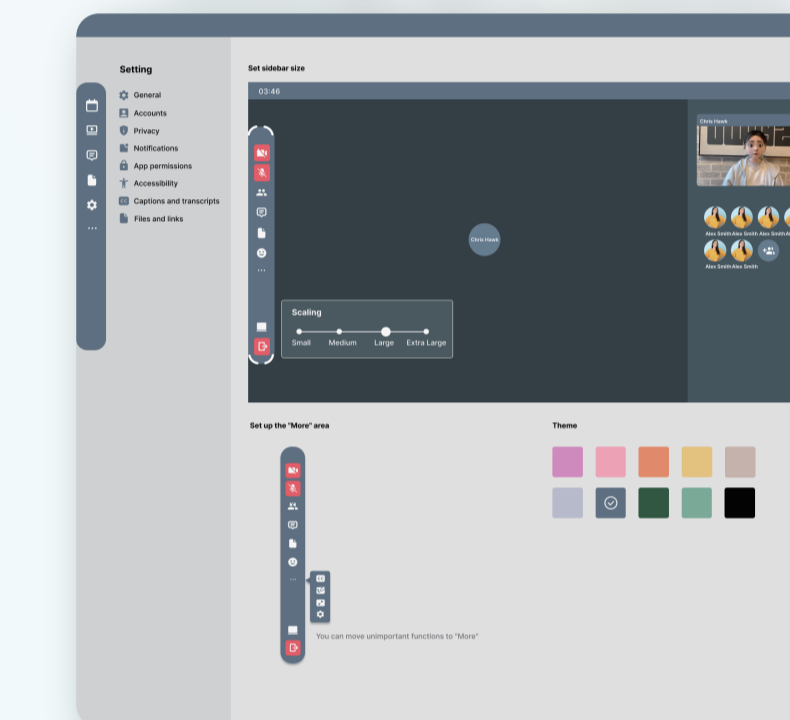 Setting
General
Accounts
Privacy
Notifications
App permissions
Accessibility
Captions and transcripts
Files and links
Set sidebar size
03:46
Chris Hawk
Chris Hawk
Alex Smith Alex Smith Alex Smith
Alex Smith Alex Smith
Scaling
Small Medium Large Extra Large
Set up the "More" area
You can move unimportant functions to "More"
Theme